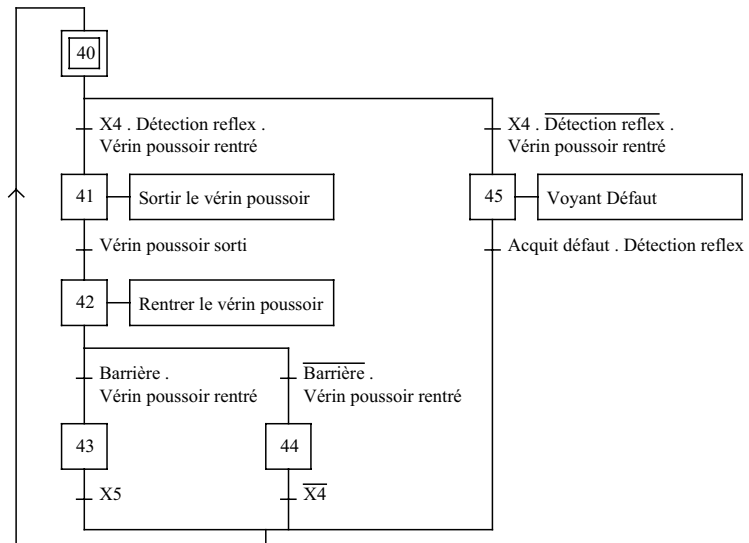 40
X4 . Détection reflex .
Vérin poussoir rentré
X4 . Détection reflex .
Vérin poussoir rentré
41
Sortir le vérin poussoir
45
Voyant Défaut
Vérin poussoir sorti
Acquit défaut . Détection reflex
42
Rentrer le vérin poussoir
Barrière .
Vérin poussoir rentré
Barrière .
Vérin poussoir rentré
43
44
X5
X4